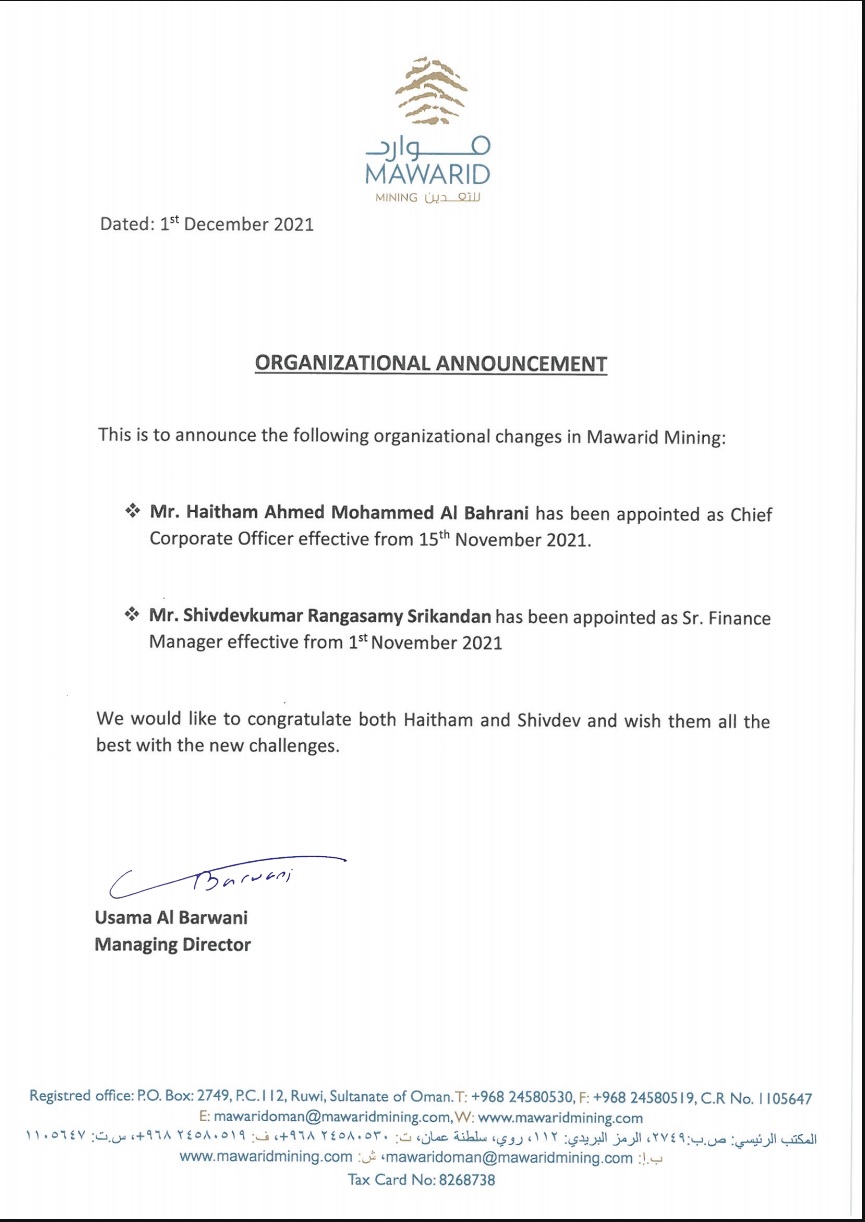 موارد
MAWARID
MINING للتعدين
Dated: 1st December 2021
ORGANIZATIONAL ANNOUNCEMENT
This is to announce the following organizational changes in Mawarid Mining:
❖ Mr. Haitham Ahmed Mohammed Al Bahrani has been appointed as Chief
Corporate Officer effective from 15th November 2021.
❖ Mr. Shivdevkumar Rangasamy Srikandan has been appointed as Sr. Finance
Manager effective from 1st November 2021
We would like to congratulate both Haitham and Shivdev and wish them all the
best with the new challenges.
Barwani
Usama Al Barwani
Managing Director
Registred office: P.O. Box: 2749, P.C.112, Ruwi, Sultanate of Oman. T: +968 24580530, F: +968 24580519, C.R No. 1105647
E: mawaridoman@mawaridmining.com, W: www.mawaridmining.com
المكتب الرئيسي: ص.ب:٢٧٤٩، الرمز البريدي: ١١٢، روي، سلطنة عمان، ت: ٢٤٥٨٠٥٣٠ ٩٦٨+، ف: ٢٤٥٨٠٥١٩ ٩٦٨+، س.ت: ١١٠٥٦٤٧
ب.إ: mawaridoman@mawaridmining.com، ش: www.mawaridmining.com
Tax Card No: 8268738